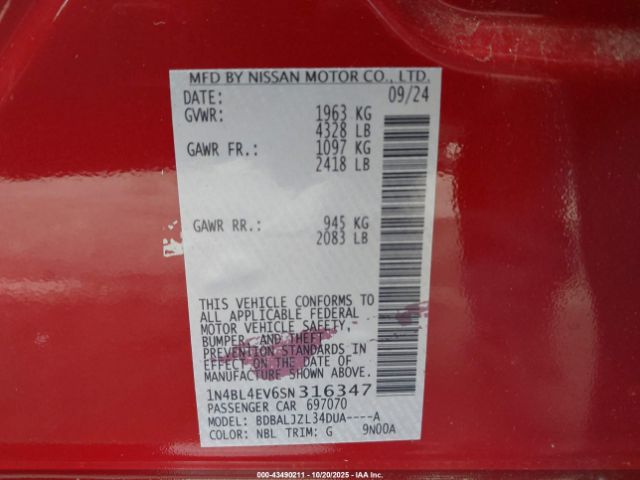 MFD BY NISSAN MOTOR CO., LTD.
DATE: 09/24
GVWR: 1963 KG
4328 LB
GAWR FR.: 1097 KG
2418 LB
GAWR RR.: 945 KG
2083 LB
THIS VEHICLE CONFORMS TO
ALL APPLICABLE FEDERAL
MOTOR VEHICLE SAFETY,
BUMPER, AND THEFT
PREVENTION STANDARDS IN
EFFECT ON THE DATE OF
MANUFACTURE SHOWN ABOVE.
1N4BL4EV6SN316347
PASSENGER CAR 697070
MODEL: BDBALJZL34DUA----A
COLOR: NBL TRIM: G 9N00A
000-43490211 - 10/20/2025 - IAAI.COM